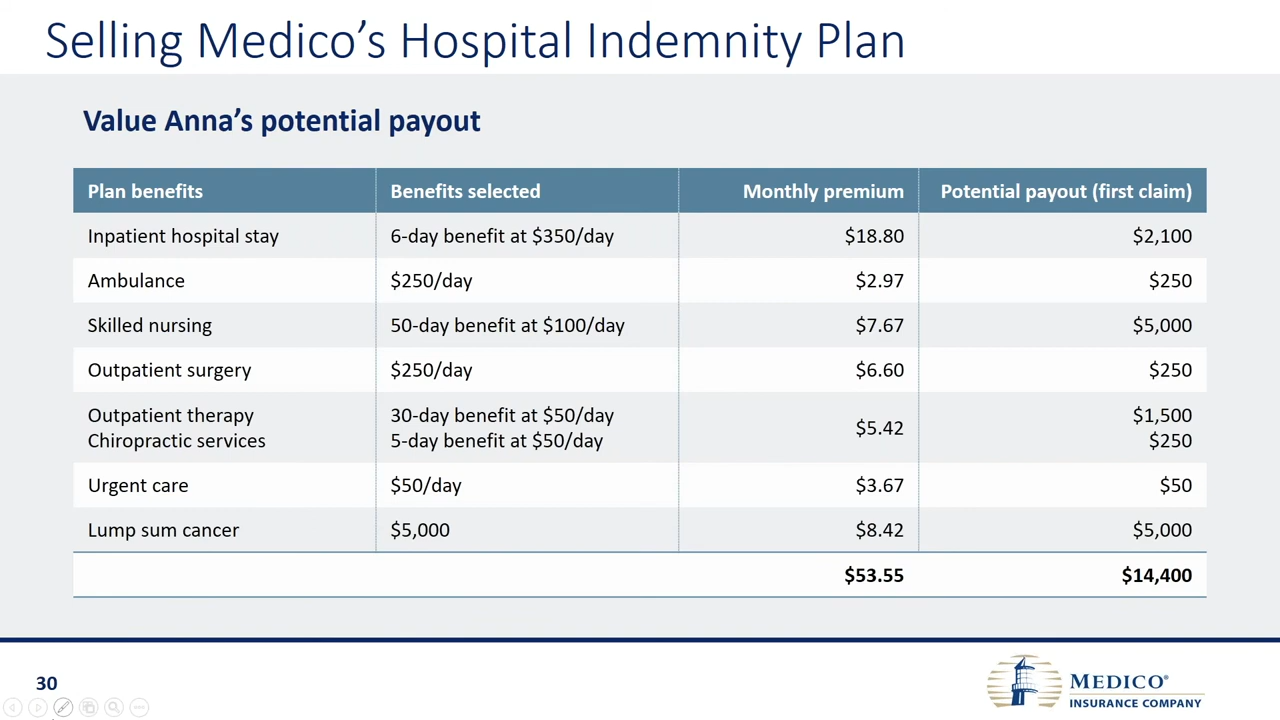 Selling Medico’s Hospital Indemnity Plan
Value Anna’s potential payout
Plan benefits Benefits selected Monthly premium Potential payout (first claim)
Inpatient hospital stay 6-day benefit at $350/day $18.80 $2,100
Ambulance $250/day $2.97 $250
Skilled nursing 50-day benefit at $100/day $7.67 $5,000
Outpatient surgery $250/day $6.60 $250
Outpatient therapy 30-day benefit at $50/day $1,500
Chiropractic services 5-day benefit at $50/day $5.42 $250
Urgent care $50/day $3.67 $50
Lump sum cancer $5,000 $8.42 $5,000
$53.55 $14,400
30
MEDICO®
INSURANCE COMPANY